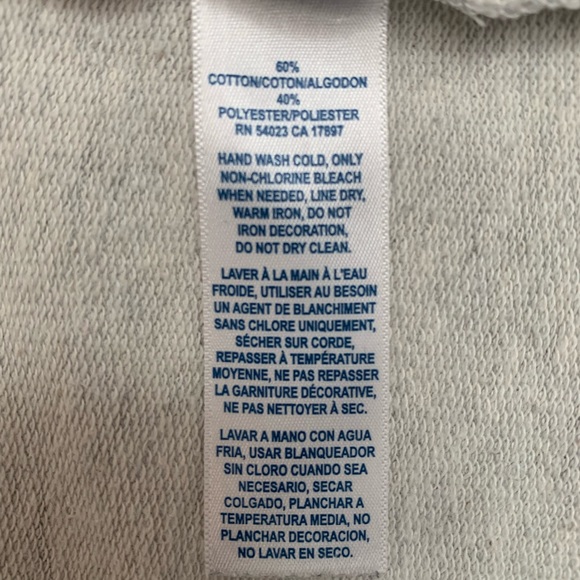 60%
COTTON/COTON/ALGODON
40%
POLYESTER/POLIESTER
RN 54023 CA 17897
HAND WASH COLD, ONLY
NON-CHLORINE BLEACH
WHEN NEEDED, LINE DRY,
WARM IRON, DO NOT
IRON DECORATION,
DO NOT DRY CLEAN.
LAVER À LA MAIN À L'EAU
FROIDE, UTILISER AU BESOIN
UN AGENT DE BLANCHIMENT
SANS CHLORE UNIQUEMENT,
SÉCHER SUR CORDE,
REPASSER À TEMPÉRATURE
MOYENNE, NE PAS REPASSER
LA GARNITURE DÉCORATIVE,
NE PAS NETTOYER À SEC.
LAVAR A MANO CON AGUA
FRIA, USAR BLANQUEADOR
SIN CLORO CUANDO SEA
NECESARIO, SECAR
COLGADO, PLANCHAR A
TEMPERATURA MEDIA, NO
PLANCHAR DECORACION,
NO LAVAR EN SECO.